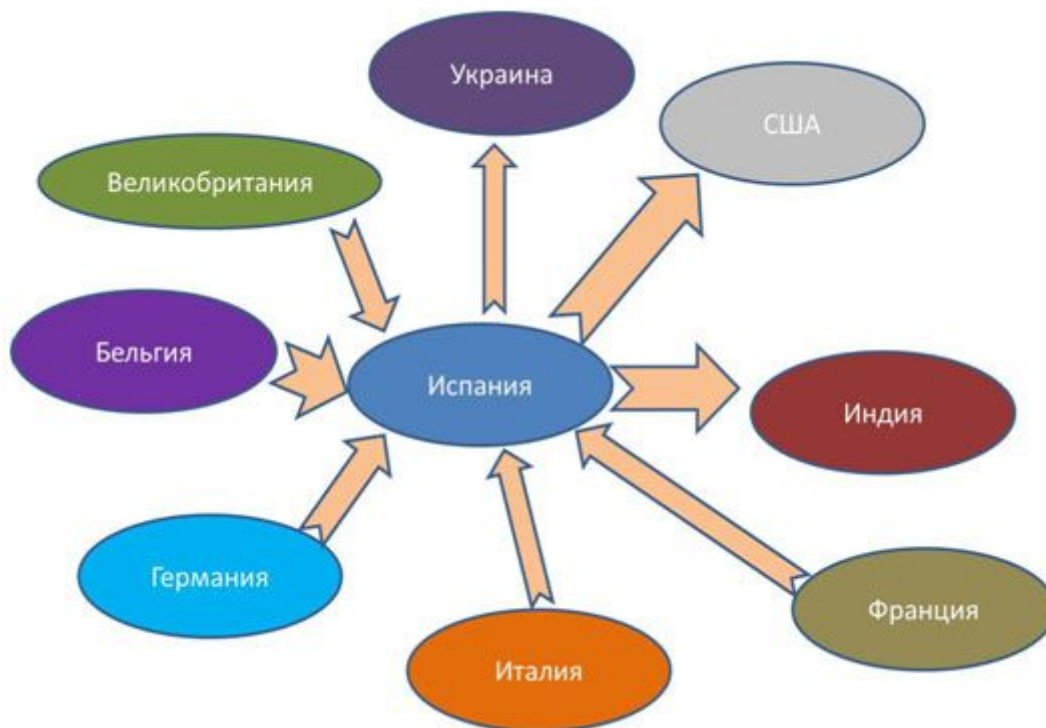 Украина
США
Великобритания
Бельгия
Испания
Индия
Германия
Франция
Италия